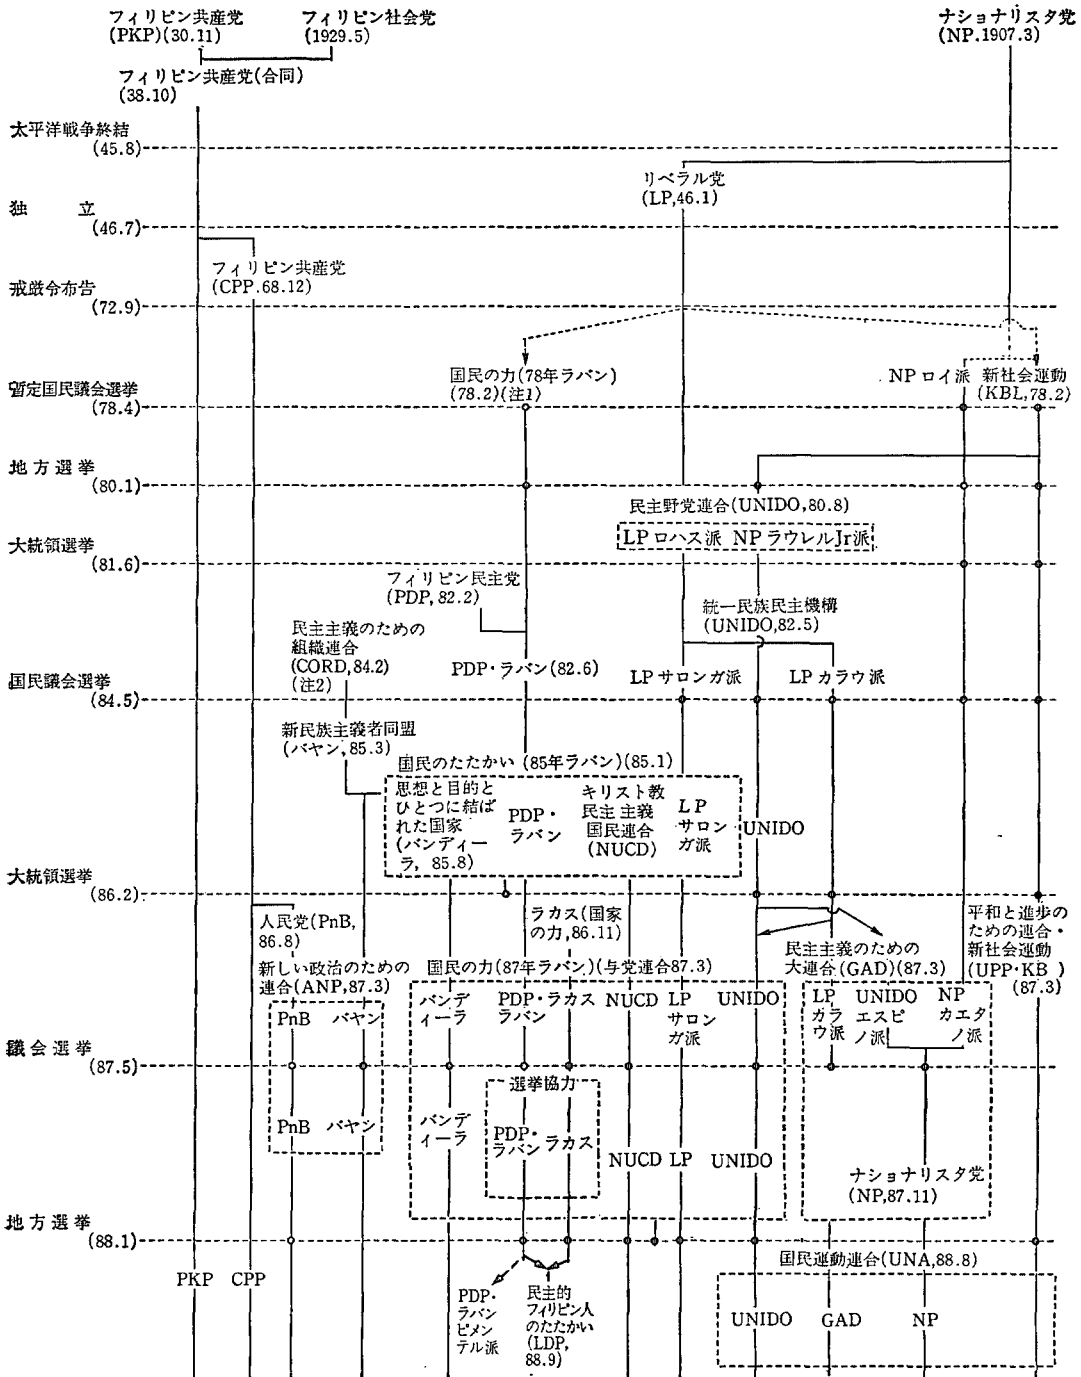 フィリピン共産党
(PKP)(30.11)
フィリピン社会党
(1929.5)
ナショナリスタ党
(NP.1907.3)
フィリピン共産党(合同)
(38.10)
太平洋戦争終結
(45.8)
リベラル党
(LP,46.1)
独　立
(46.7)
フィリピン共産党
(CPP.68.12)
戒厳令布告
(72.9)
国民の力(78年ラバン)
(78.2)(注1)
NPロイ派
新社会運動
(KBL,78.2)
暫定国民議会選挙
(78.4)
地方選挙
(80.1)
民主野党連合(UNIDO,80.8)
LPロハス派 NPラウレルJr派
大統領選挙
(81.6)
フィリピン民主党
(PDP,82.2)
統一民族民主機構
(UNIDO,82.5)
民主主義のための
組織連合
(CORD,84.2)
(注2)
PDP・ラバン(82.6)
LPサロンガ派
LPカラウ派
国民議会選挙
(84.5)
新民族主義者同盟
(バヤン,85.3)
国民のたたかい(85年ラバン)(85.1)
思想と目的と
ひとつに結ば
れた国家
(バンディー
ラ, 85.8)
PDP・
ラバン
キリスト教
民主主義
国民連合
(NUCD)
LP
サロン
ガ派
UNIDO
大統領選挙
(86.2)
人民党(PnB,
86.8)
ラカス(国家
の力,86.11)
平和と進歩の
ための連合・
新社会運動
(UPP・KB )
(87.3)
新しい政治のための
連合(ANP,87.3)
国民の力(87年ラバン)(与党連合87.3)
民主主義のための
大連合(GAD)(87.3)
PnB バヤン
バンデ
ィーラ
PDP・
ラバン
ラカス
NUCD
LP
サロン
ガ派
UNIDO
LP
カラ
ウ派
UNIDO
エスピ
ノ派
NP
カエタ
ノ派
議会選挙
(87.5)
選挙協力
PnB バヤン
バンデ
ィーラ
PDP・
ラバン
ラカス
NUCD LP UNIDO
ナショナリスタ党
(NP,87.11)
地方選挙
(88.1)
国民運動連合(UNA,88.8)
PKP CPP
PDP・
ラバン
ピメン
テル派
民主的
フィリピン人
のたたかい
(LDP,
88.9)
UNIDO GAD NP